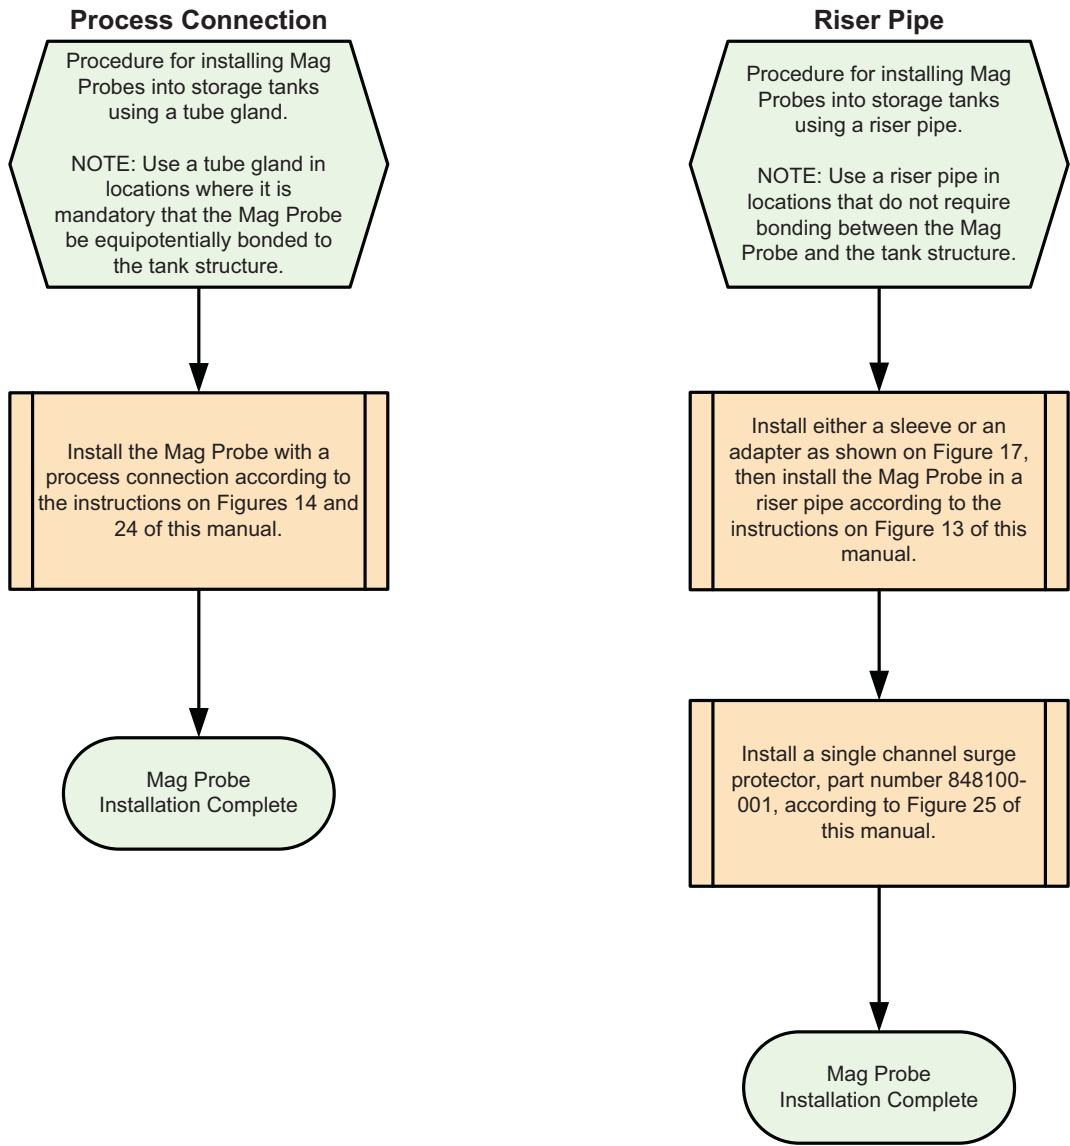 Process Connection
Procedure for installing Mag
Probes into storage tanks
using a tube gland.
NOTE: Use a tube gland in
locations where it is
mandatory that the Mag Probe
be equipotentially bonded to
the tank structure.
Install the Mag Probe with a
process connection according to
the instructions on Figures 14 and
24 of this manual.
Mag Probe
Installation Complete
Riser Pipe
Procedure for installing Mag
Probes into storage tanks
using a riser pipe.
NOTE: Use a riser pipe in
locations that do not require
bonding between the Mag
Probe and the tank structure.
Install either a sleeve or an
adapter as shown on Figure 17,
then install the Mag Probe in a
riser pipe according to the
instructions on Figure 13 of this
manual.
Install a single channel surge
protector, part number 848100-
001, according to Figure 25 of
this manual.
Mag Probe
Installation Complete